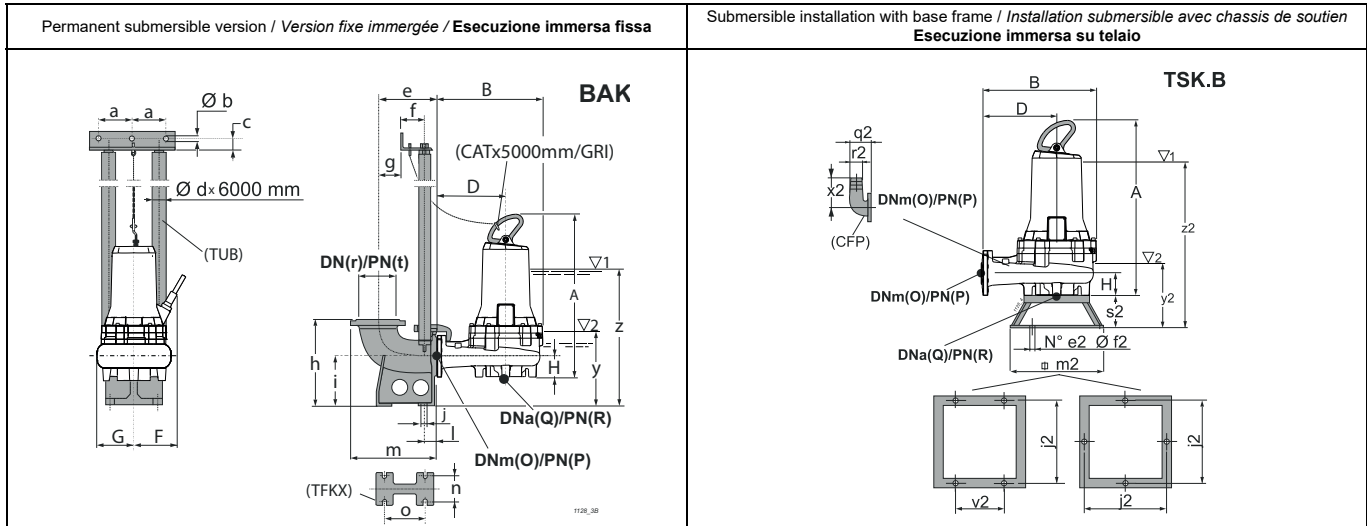 Permanent submersible version / Version fixe immergée / Esecuzione immersa fissa
Submersible installation with base frame / Installation submersible avec chassis de soutien
Esecuzione immersa su telaio
BAK
a
a
Ø b
c
Ø d× 6000 mm
(TUB)
G
F
e
B
f
g
(CATx5000mm/GRI)
D
DN(r)/PN(t)
▽1
A
▽2
z
h
i
H
y
j
l
m
DNa(Q)/PN(R)
DNm(O)/PN(P)
(TFKX)
n
o
1128_3B
TSK.B
B
D
q2
r2
x2
(CFP)
DNm(O)/PN(P)
▽1
A
z2
▽2
H
y2
s2
DNm(O)/PN(P)
DNa(Q)/PN(R)
N° e2 Ø f2
m2
j2
v2
j2
j2